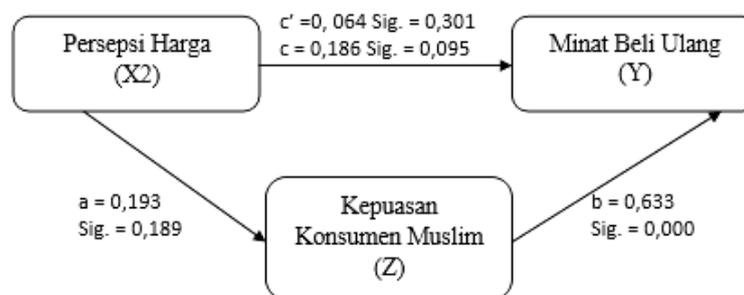 Persepsi Harga
(X2)
c' =0, 064 Sig. = 0,301
c = 0,186 Sig. = 0,095
Minat Beli Ulang
(Y)
a = 0,193
Sig. = 0,189
Kepuasan
Konsumen Muslim
(Z)
b = 0,633
Sig. = 0,000